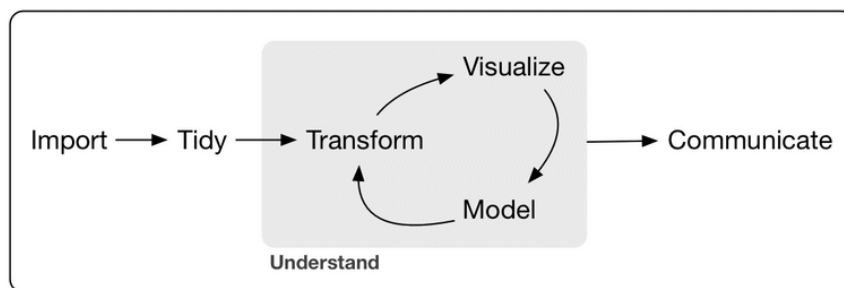 Visualize
Import
Tidy
Transform
Communicate
Model
Understand